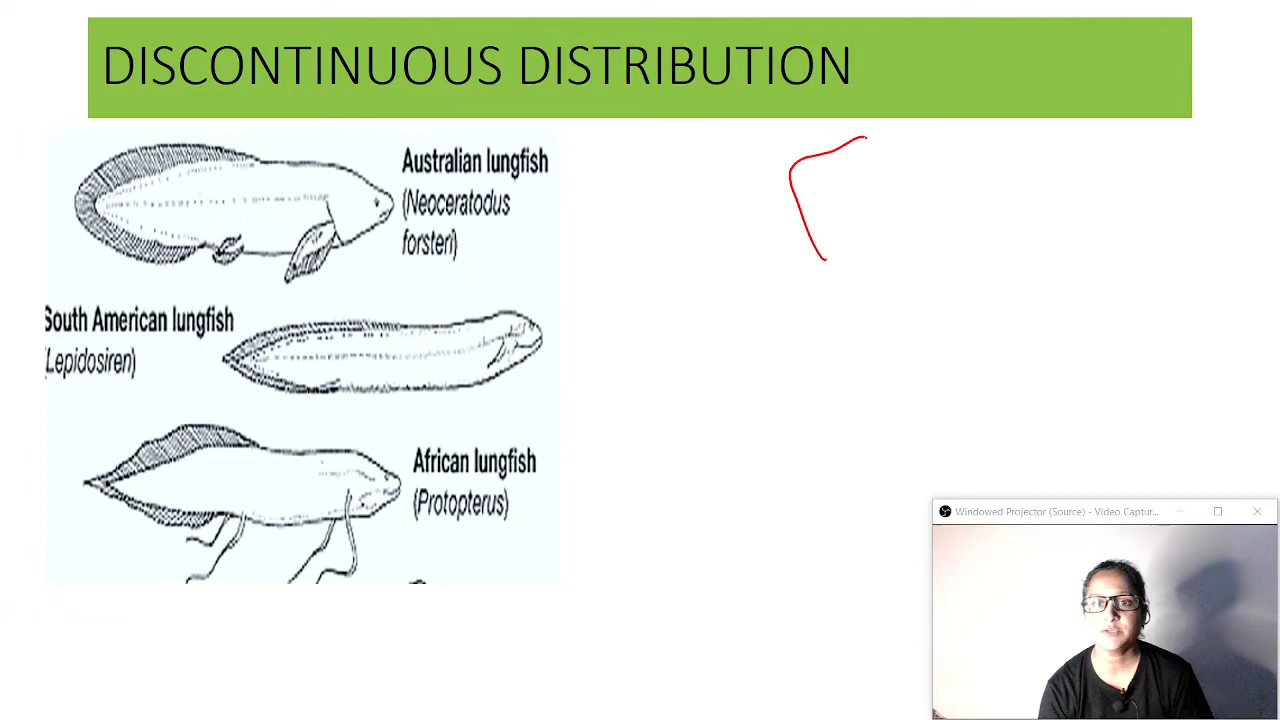 DISCONTINUOUS DISTRIBUTION
Australian lungfish
(Neoceratodus
forsteri)
South American lungfish
(Lepidosiren)
African lungfish
(Protopterus)
Windowed Projector (Source) - Video Captur...